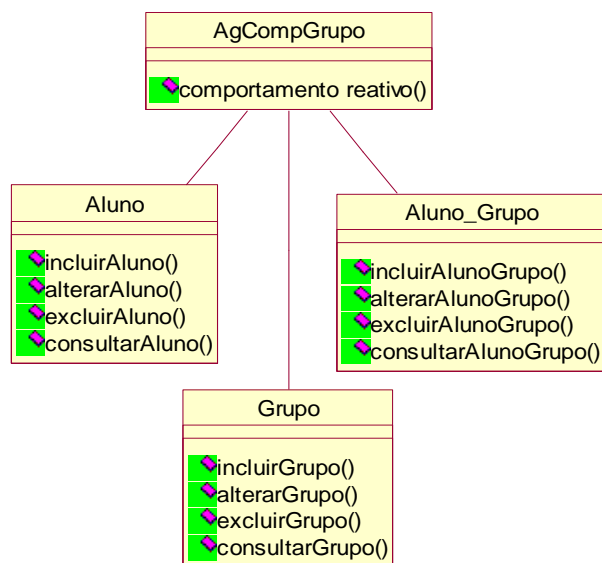 AgCompGrupo
comportamento reativo()
Aluno
incluirAluno()
alterarAluno()
excluirAluno()
consultarAluno()
Aluno_Grupo
incluirAlunoGrupo()
alterarAlunoGrupo()
excluirAlunoGrupo()
consultarAlunoGrupo()
Grupo
incluirGrupo()
alterarGrupo()
excluirGrupo()
consultarGrupo()